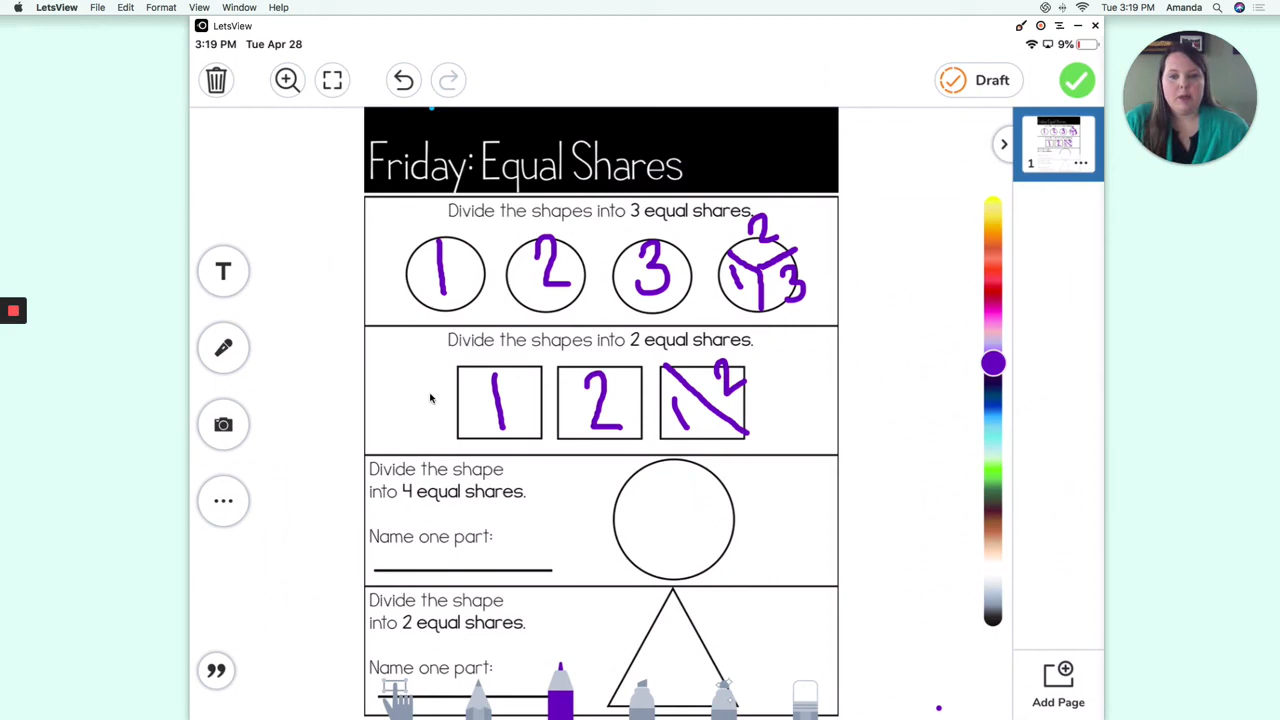 LetsView File Edit View Window Help
Tue 3:19 PM Amanda
LetsView
3:19 PM Tue Apr 28
9%
Draft
Friday: Equal Shares
Divide the shapes into 3 equal shares.
1 2 3 1 2 3
Divide the shapes into 2 equal shares.
1 2 1 2
Divide the shape
into 4 equal shares.
Name one part:
Divide the shape
into 2 equal shares.
Name one part:
T
1
Add Page